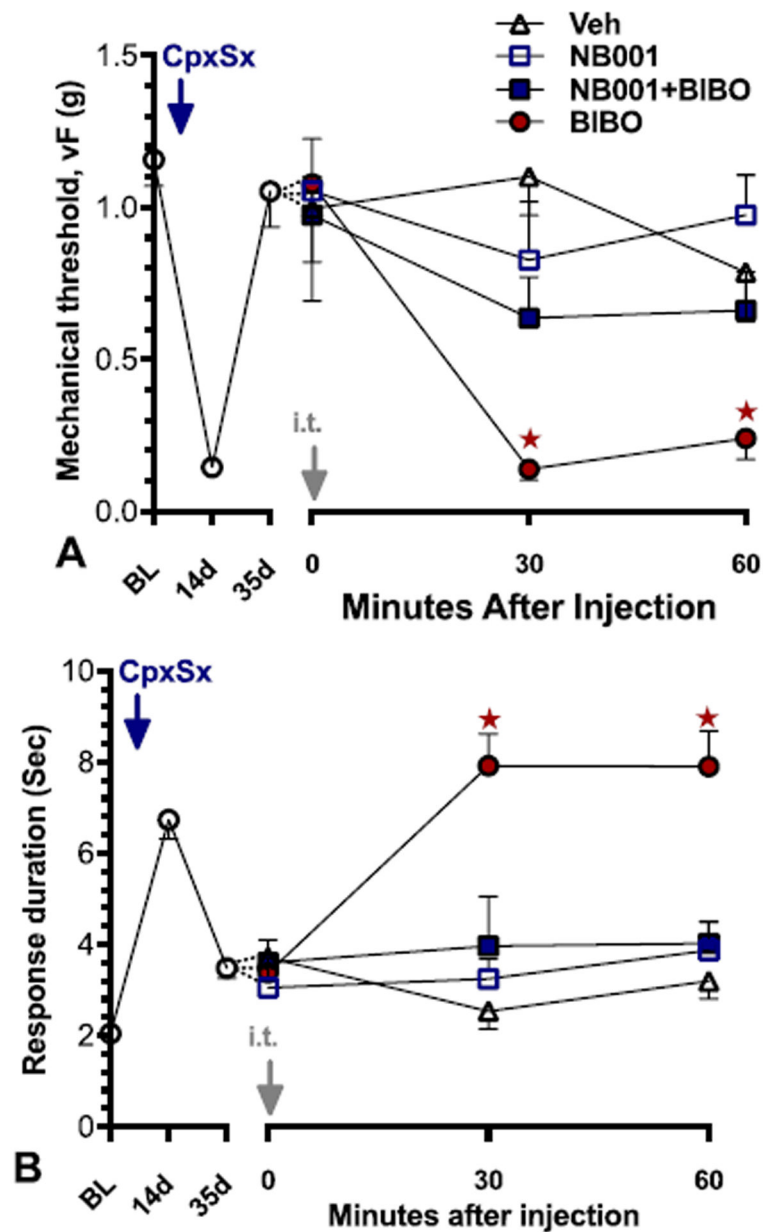 Veh
NB001
NB001+BIBO
BIBO
CpxSx
1.5
1.0
0.5
0.0
Mechanical threshold, vF (g)
i.t.
★
★
A
BL
14d
35d
0
30
60
Minutes After Injection
CpxSx
10
8
6
4
2
0
Response duration (Sec)
★
★
i.t.
B
BL
14d
35d
0
30
60
Minutes after injection